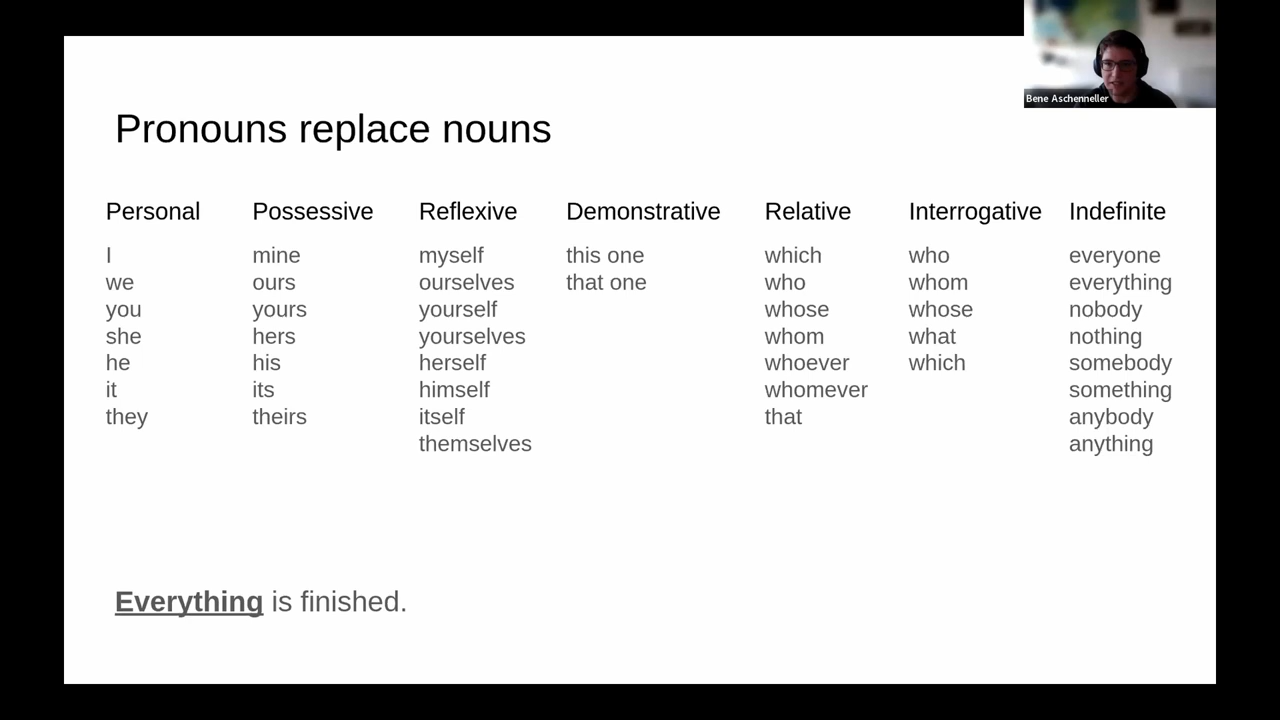 Bene Aschenneller
Pronouns replace nouns
Personal
I
we
you
she
he
it
they
Possessive
mine
ours
yours
hers
his
its
theirs
Reflexive
myself
ourselves
yourself
yourselves
herself
himself
itself
themselves
Demonstrative
this one
that one
Relative
which
who
whose
whom
whoever
whomever
that
Interrogative
who
whom
whose
what
which
Indefinite
everyone
everything
nobody
nothing
somebody
something
anybody
anything
Everything is finished.